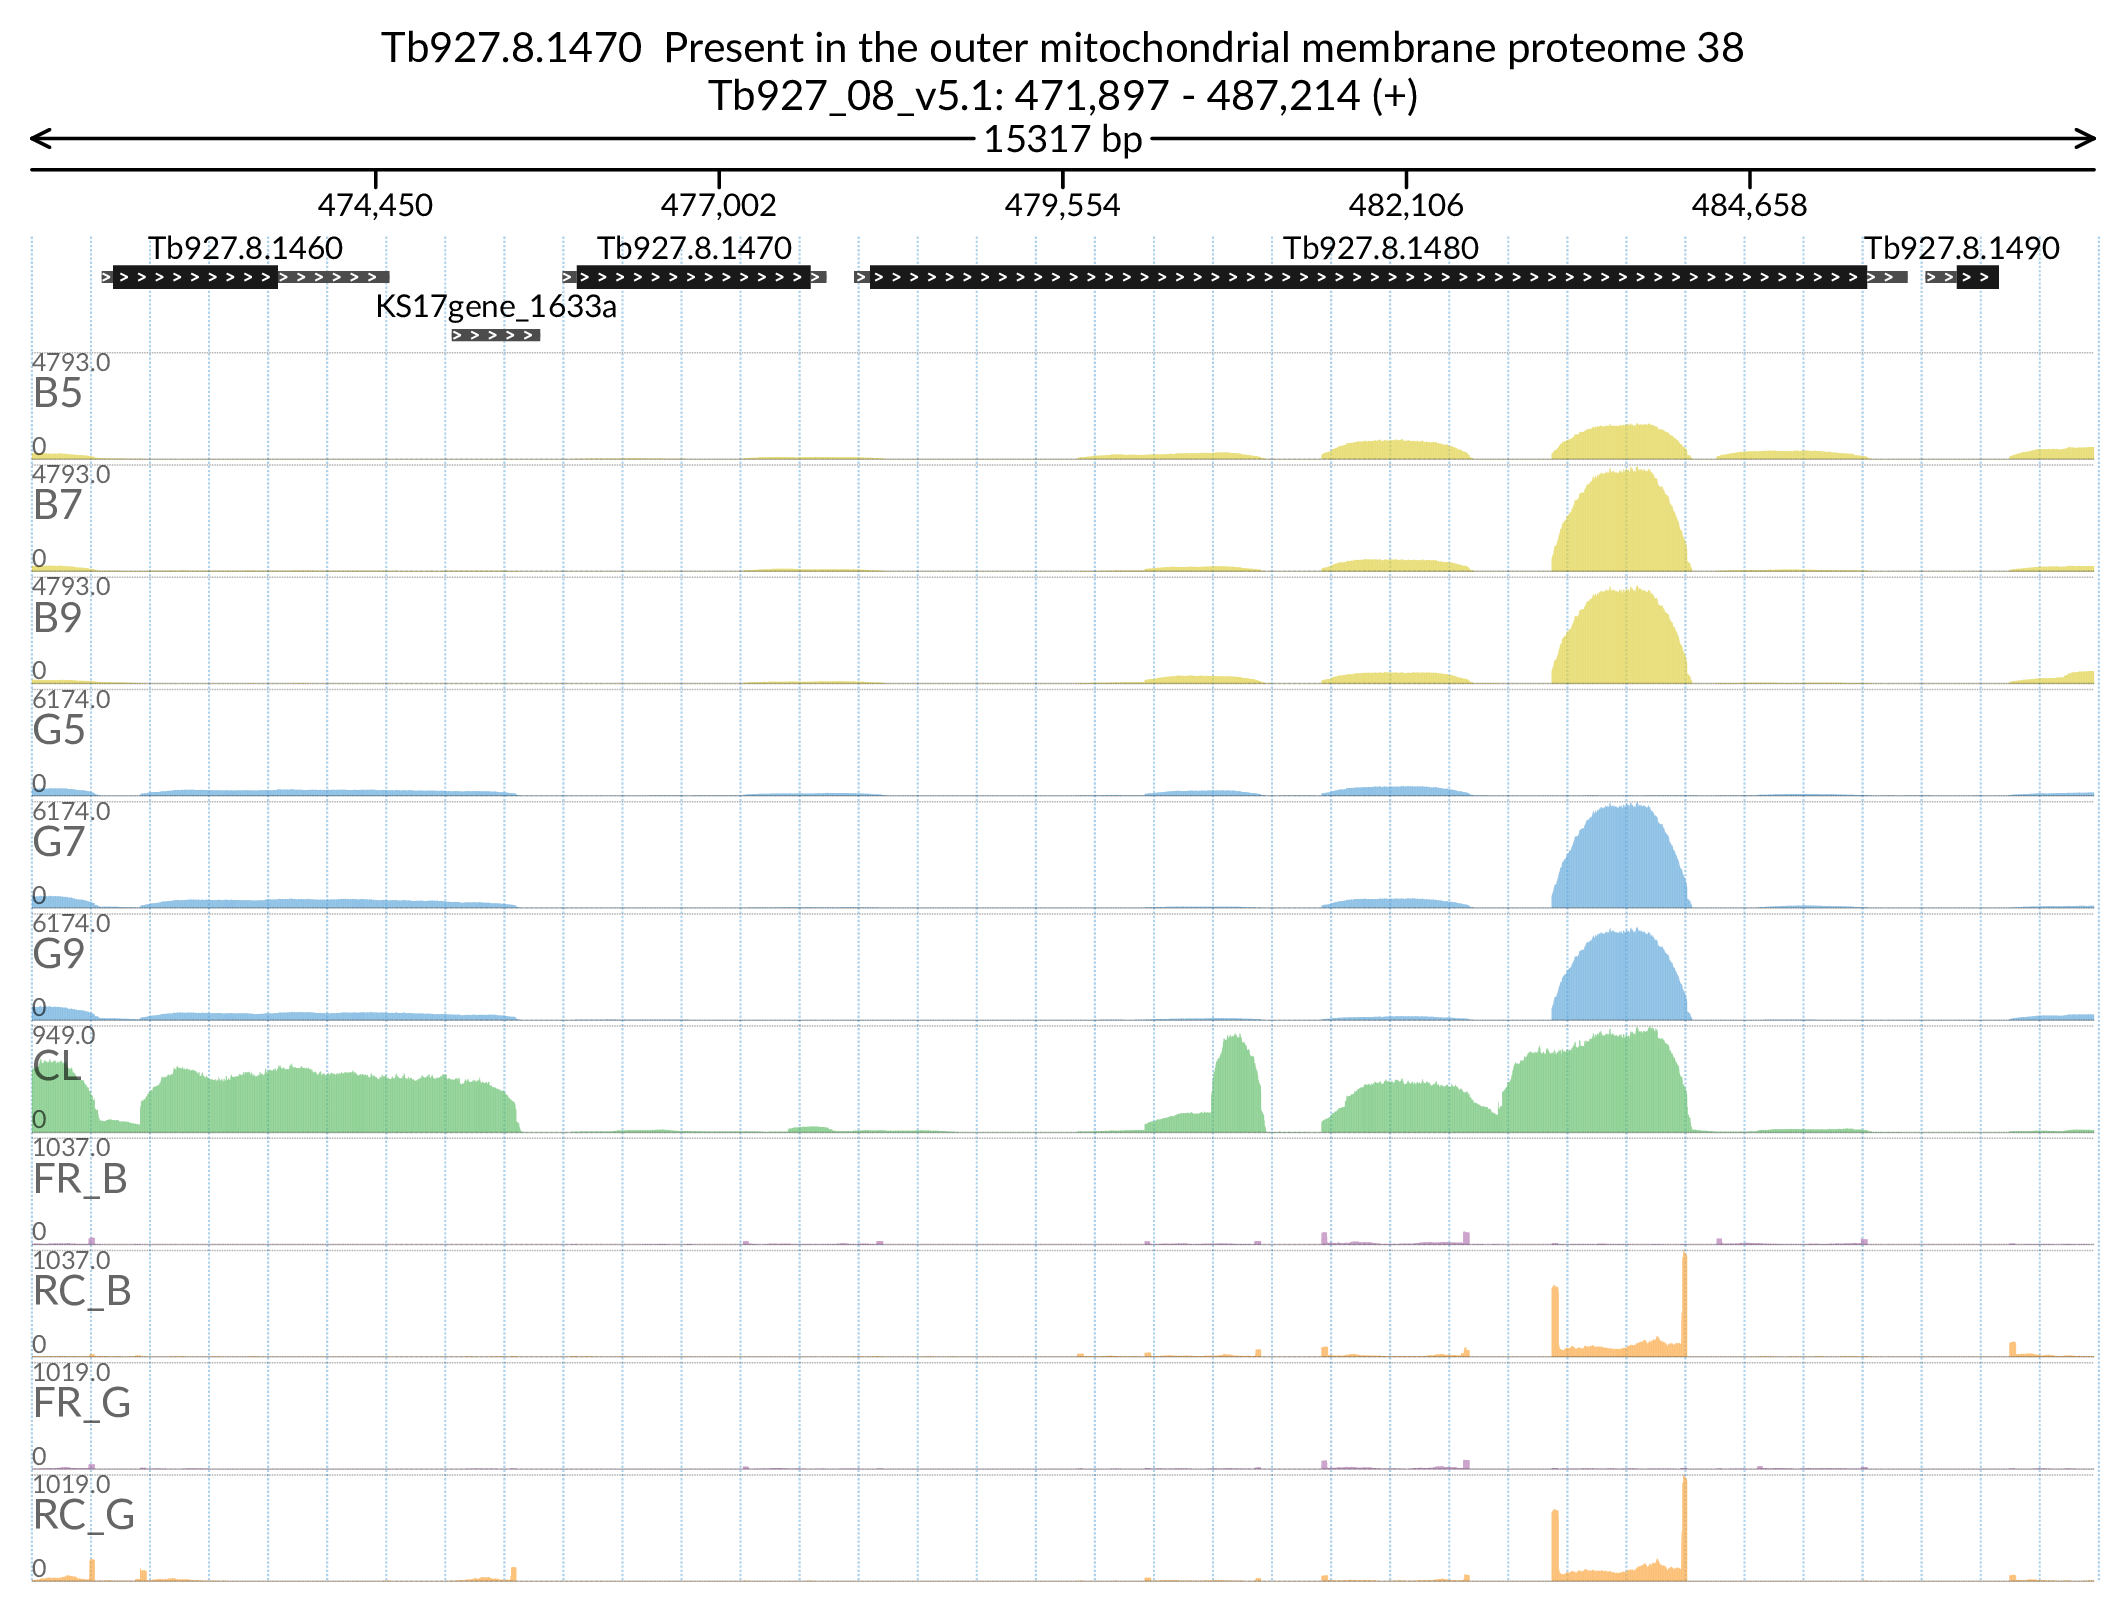 Tb927.8.1470  Present in the outer mitochondrial membrane proteome 38
Tb927_08_v5.1: 471,897 - 487,214 (+)
15317 bp
474,450 477,002 479,554 482,106 484,658
Tb927.8.1460 Tb927.8.1470 Tb927.8.1480 Tb927.8.1490
KS17gene_1633a
4793.0
B5
0
4793.0
B7
0
4793.0
B9
0
6174.0
G5
0
6174.0
G7
0
6174.0
G9
0
949.0
CL
0
1037.0
FR_B
0
1037.0
RC_B
0
1019.0
FR_G
0
1019.0
RC_G
0